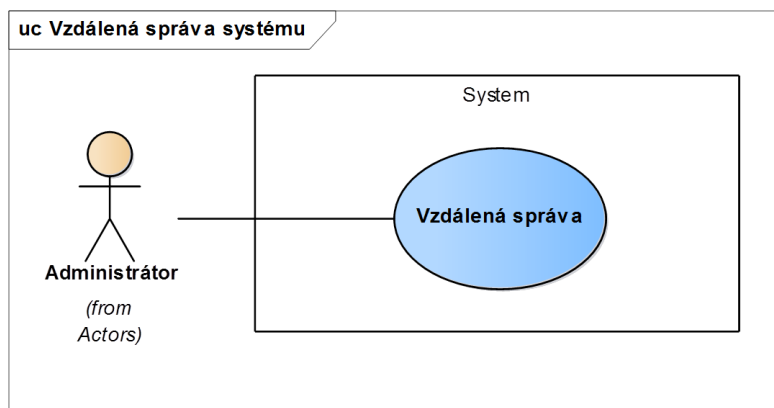 uc Vzdálená správa systému
System
Vzdálená správa
Administrátor
(from
Actors)